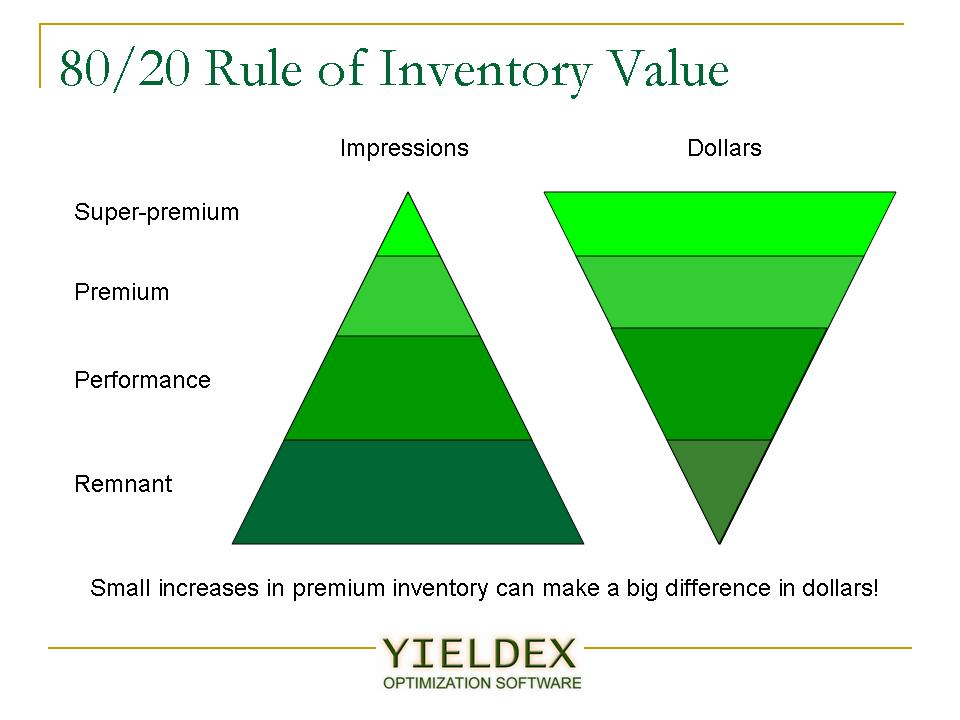 80/20 Rule of Inventory Value
Impressions Dollars
Super-premium
Premium
Performance
Remnant
Small increases in premium inventory can make a big difference in dollars!
YIELDEX
OPTIMIZATION SOFTWARE